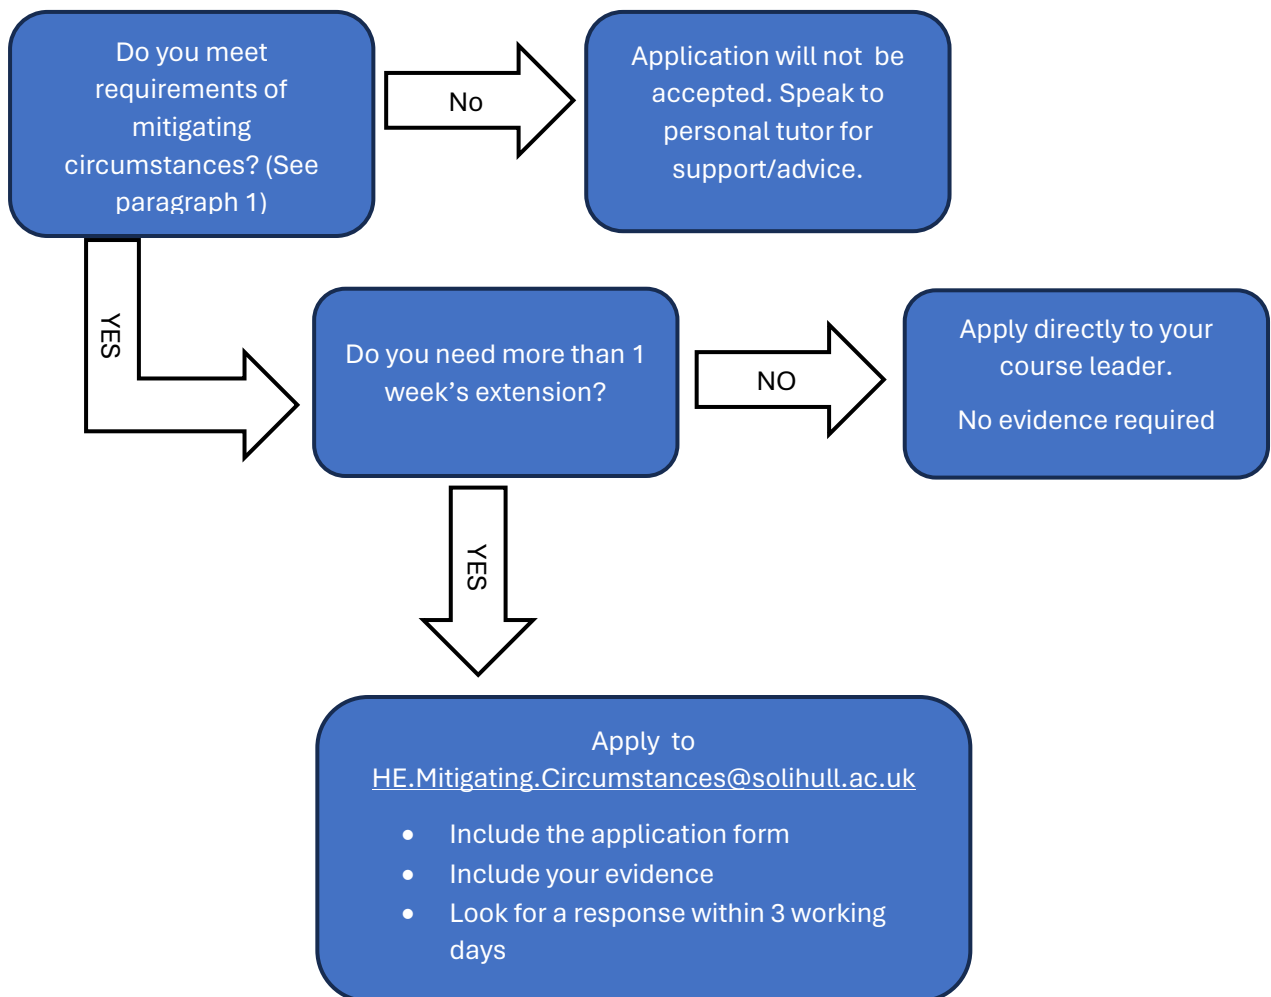 Do you meet
requirements of
mitigating
circumstances? (See
paragraph 1)
No
Application will not be
accepted. Speak to
personal tutor for
support/advice.
YES
Do you need more than 1
week’s extension?
NO
Apply directly to your
course leader.
No evidence required
YES
Apply to
HE.Mitigating.Circumstances@solihull.ac.uk
• Include the application form
• Include your evidence
• Look for a response within 3 working
days